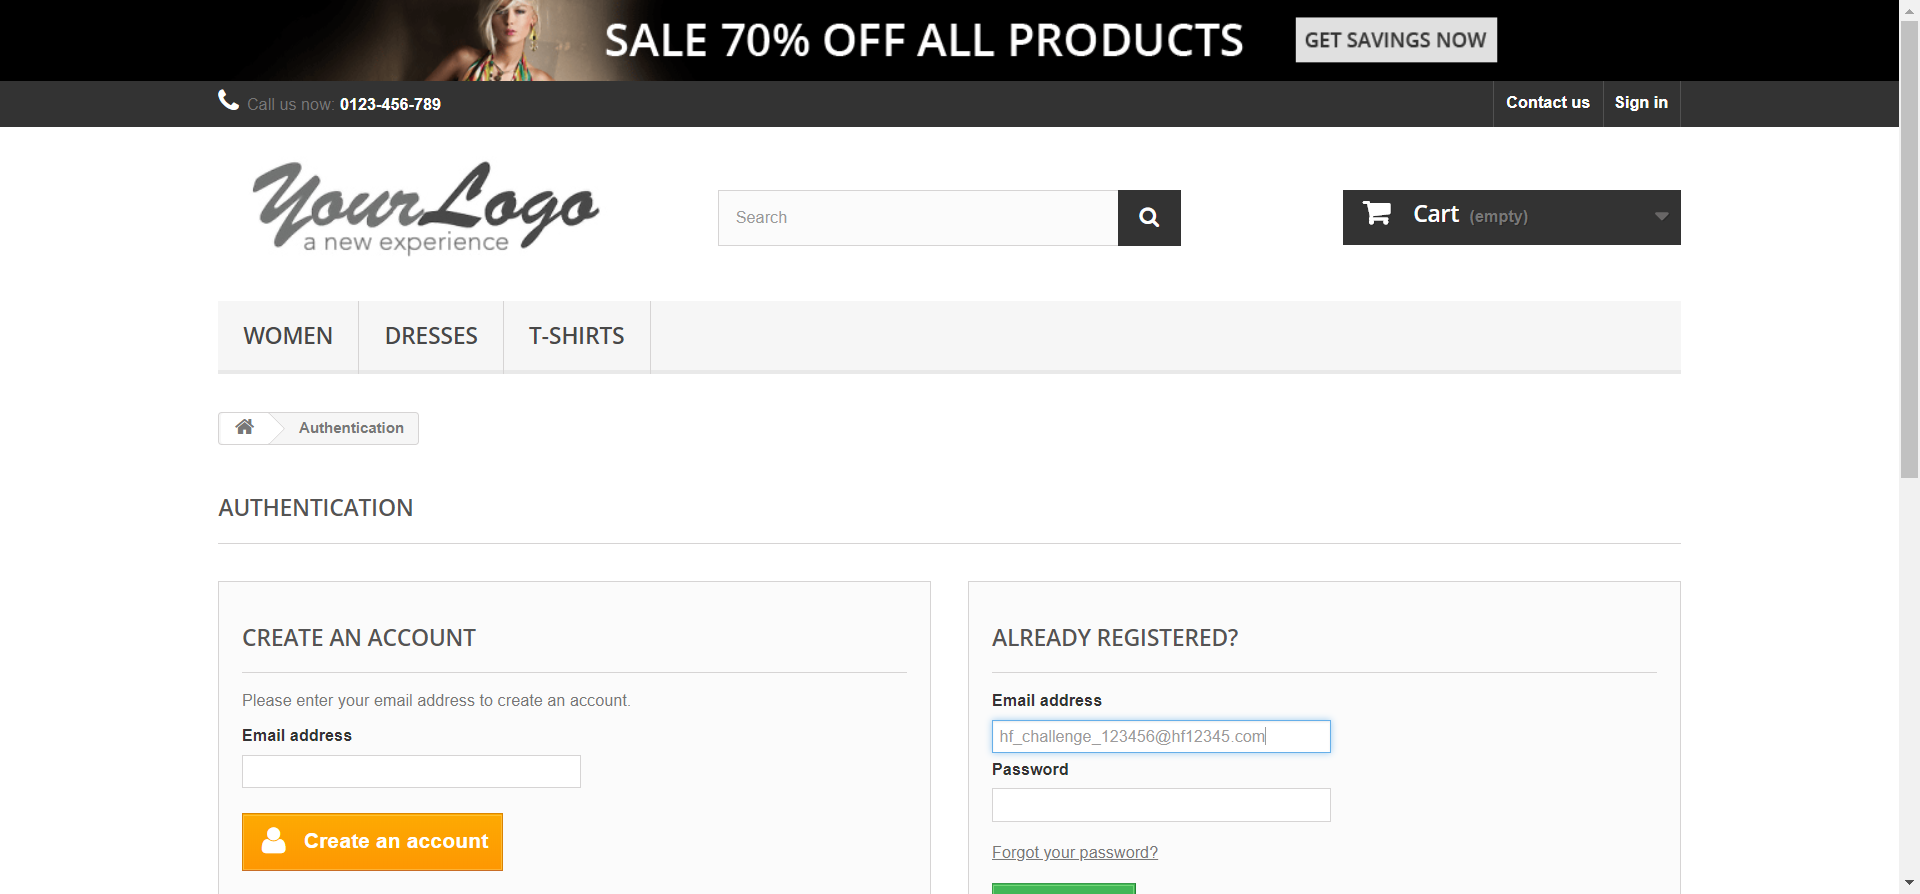 SALE 70% OFF ALL PRODUCTS GET SAVINGS NOW
Call us now: 0123-456-789 Contact us Sign in
Your Logo
a new experience
Search
Cart (empty)
WOMEN DRESSES T-SHIRTS
Authentication
AUTHENTICATION
CREATE AN ACCOUNT
Please enter your email address to create an account.
Email address
Create an account
ALREADY REGISTERED?
Email address
hf_challenge_123456@hf12345.com
Password
Forgot your password?